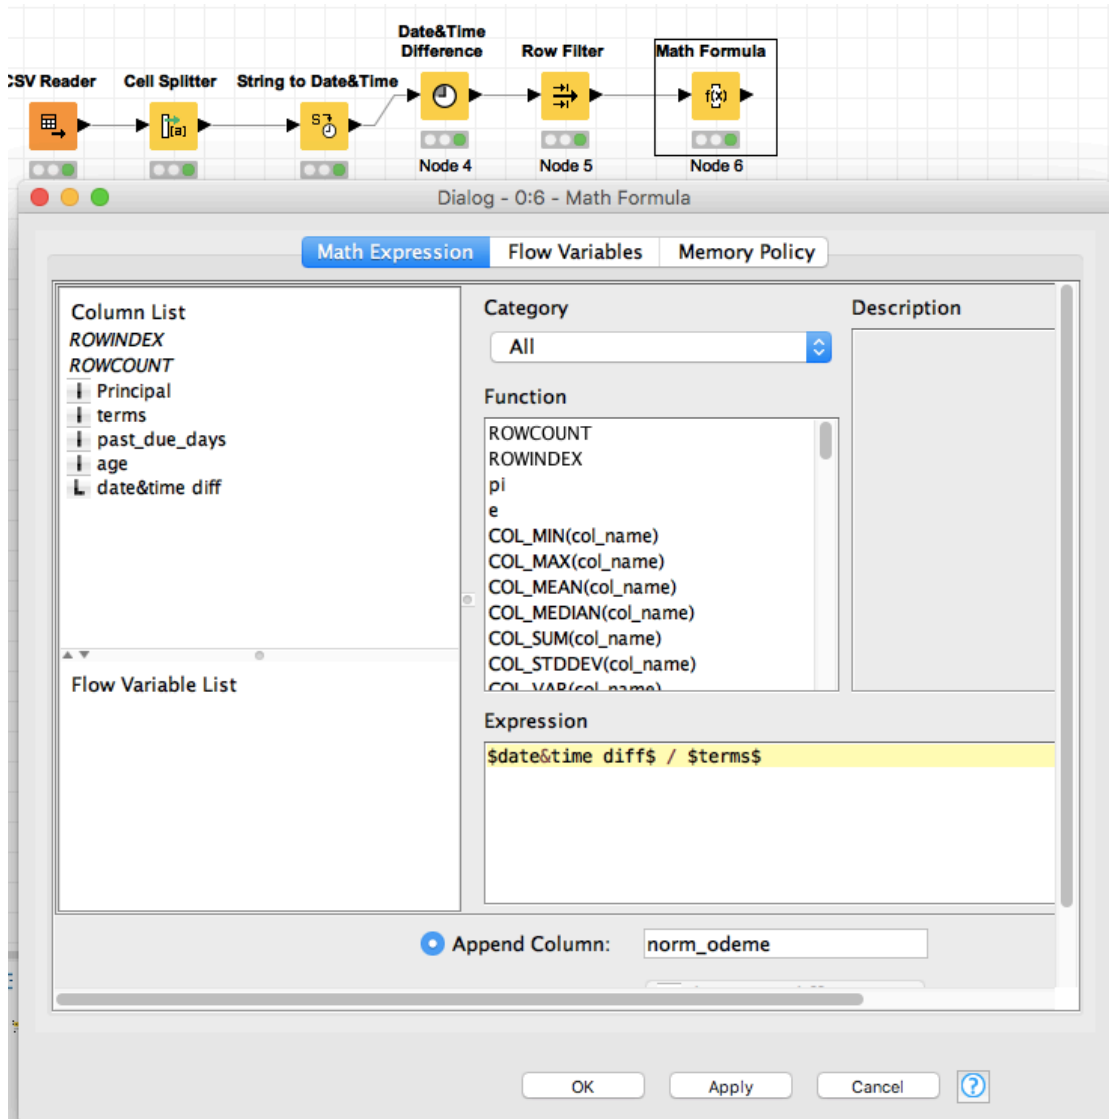 Date&Time
Difference
Row Filter
Math Formula
CSV Reader
Cell Splitter
String to Date&Time
[a]
S
f(x)
Node 4
Node 5
Node 6
Dialog - 0:6 - Math Formula
Math Expression
Flow Variables
Memory Policy
Column List
ROWINDEX
ROWCOUNT
I Principal
I terms
I past_due_days
I age
L date&time diff
Flow Variable List
Category
All
Function
ROWCOUNT
ROWINDEX
pi
e
COL_MIN(col_name)
COL_MAX(col_name)
COL_MEAN(col_name)
COL_MEDIAN(col_name)
COL_SUM(col_name)
COL_STDDEV(col_name)
COL_VAR(col_name)
Description
Expression
$date&time diff$ / $terms$
Append Column:
norm_odeme
OK
Apply
Cancel
?